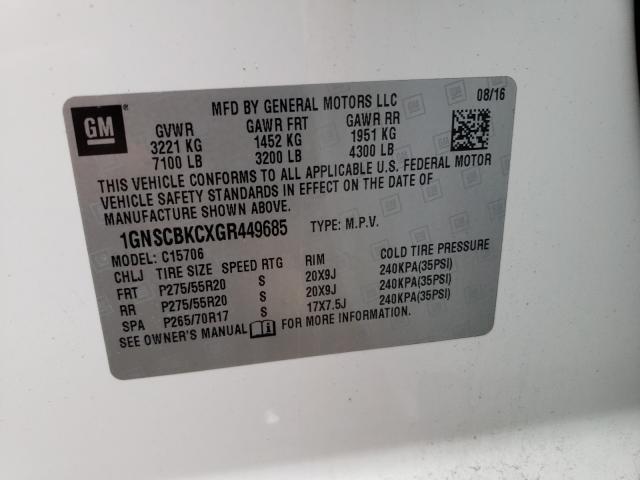 GM
MFD BY GENERAL MOTORS LLC 08/16
GVWR GAWR FRT GAWR RR
3221 KG 1452 KG 1951 KG
7100 LB 3200 LB 4300 LB
THIS VEHICLE CONFORMS TO ALL APPLICABLE U.S. FEDERAL MOTOR
VEHICLE SAFETY STANDARDS IN EFFECT ON THE DATE OF
MANUFACTURE SHOWN ABOVE.
1GNSCBKCXGR449685 TYPE: M.P.V.
MODEL: C15706
CHLJ TIRE SIZE SPEED RTG RIM COLD TIRE PRESSURE
FRT P275/55R20 S 20X9J 240KPA(35PSI)
RR P275/55R20 S 20X9J 240KPA(35PSI)
SPA P265/70R17 S 17X7.5J 240KPA(35PSI)
SEE OWNER'S MANUAL FOR MORE INFORMATION.